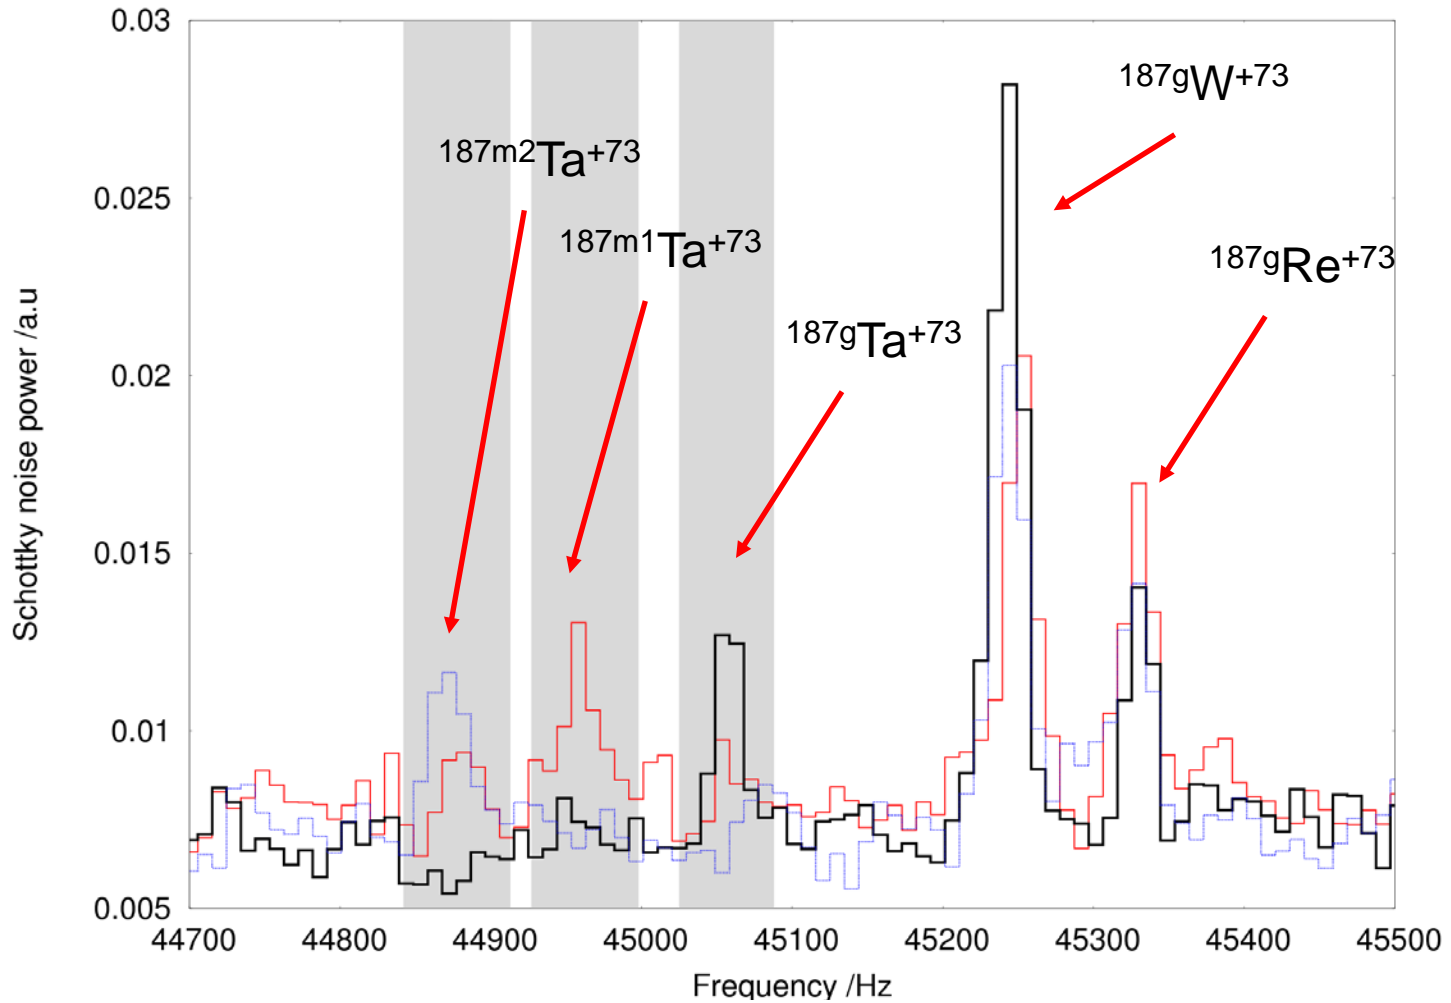 0.03
0.025
0.02
0.015
0.01
0.005
Schottky noise power /a.u
187gW+73
187m2Ta+73
187m1Ta+73
187gRe+73
187gTa+73
44700 44800 44900 45000 45100 45200 45300 45400 45500
Frequency /Hz